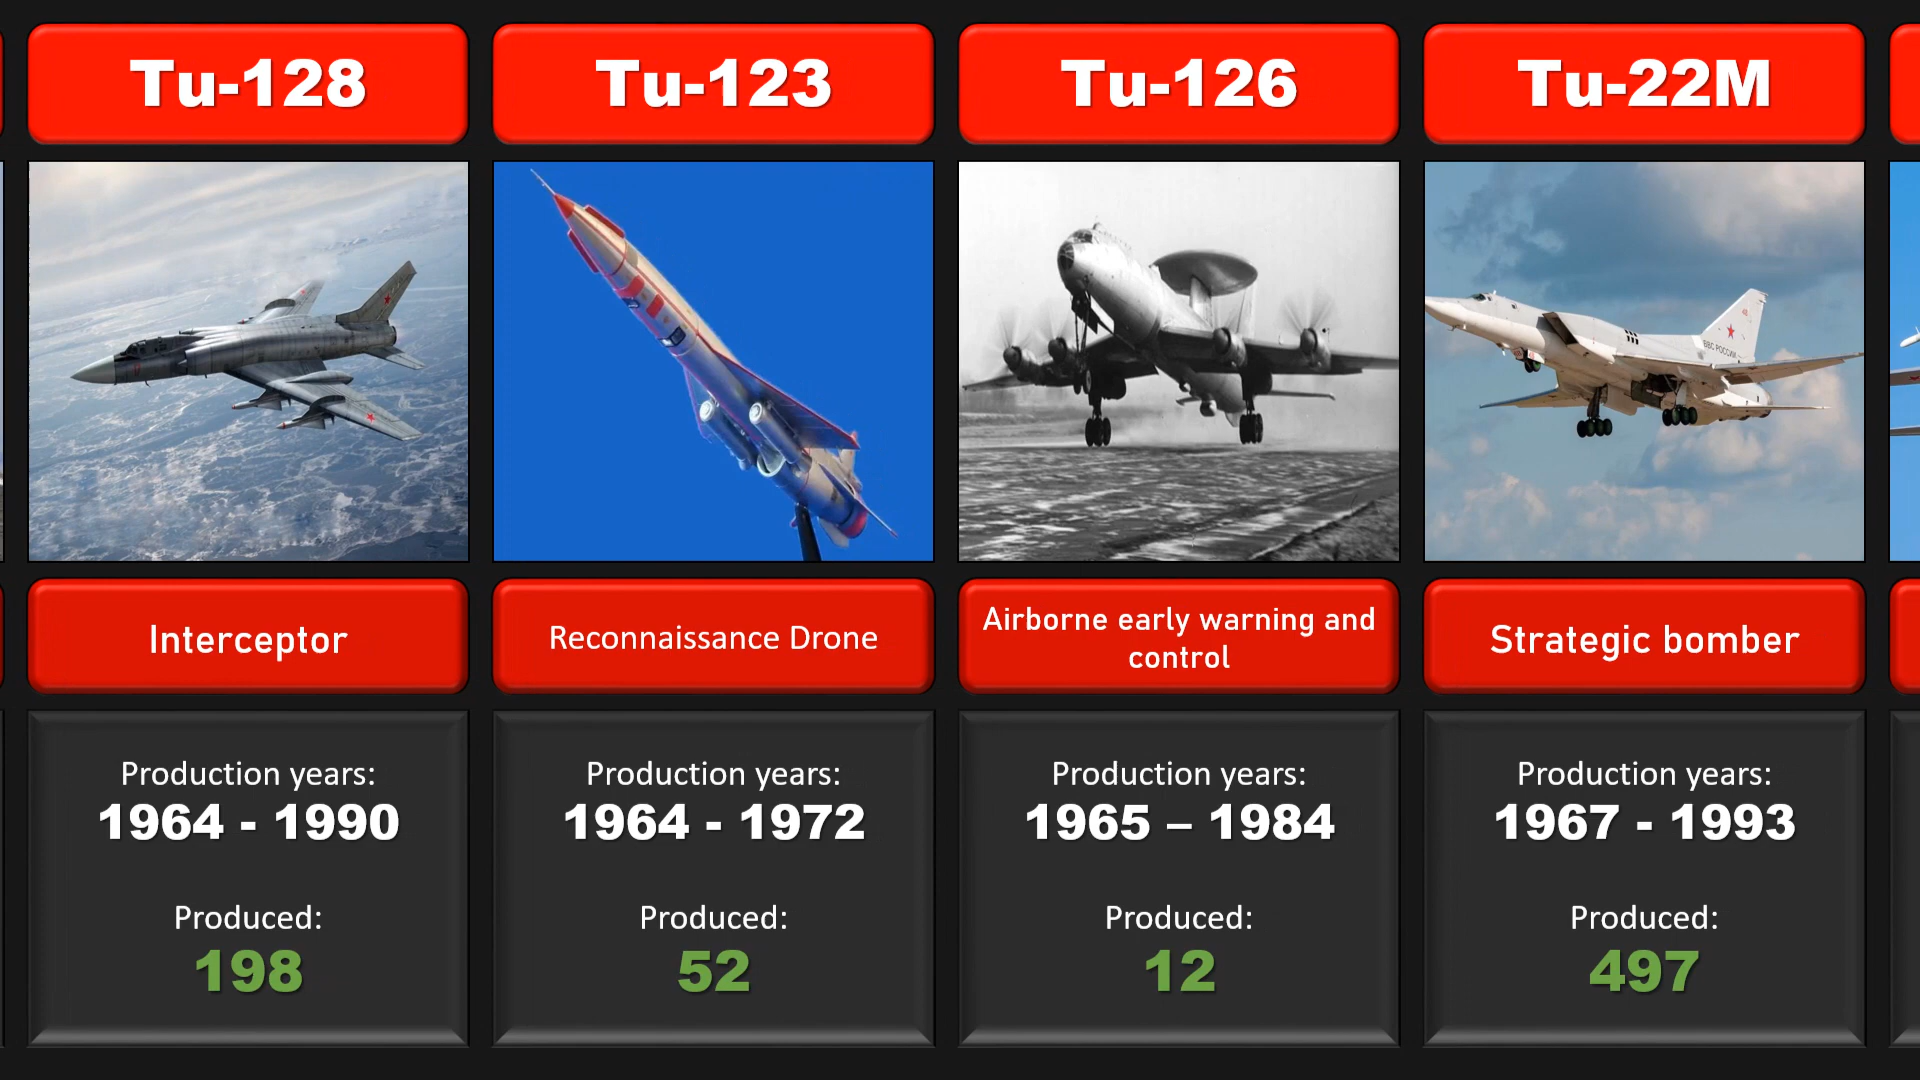 Tu-128
Tu-123
Tu-126
Tu-22M
ВВС РОССИИ
Interceptor
Reconnaissance Drone
Airborne early warning and
control
Strategic bomber
Production years:
1964 - 1990
Produced:
198
Production years:
1964 - 1972
Produced:
52
Production years:
1965 – 1984
Produced:
12
Production years:
1967 - 1993
Produced:
497